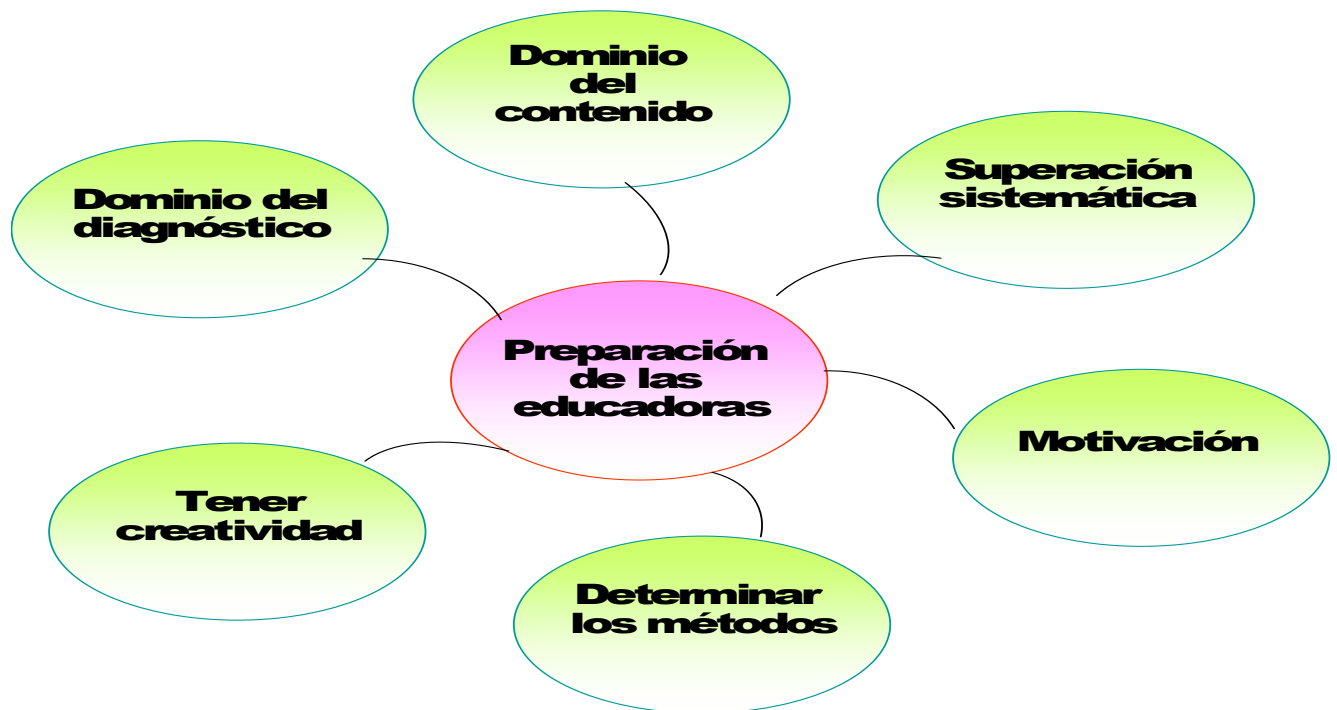 Dominio
del
contenido
Superación
sistemática
Dominio del
diagnóstico
Preparación
de las
educadoras
Motivación
Tener
creatividad
Determinar
los métodos